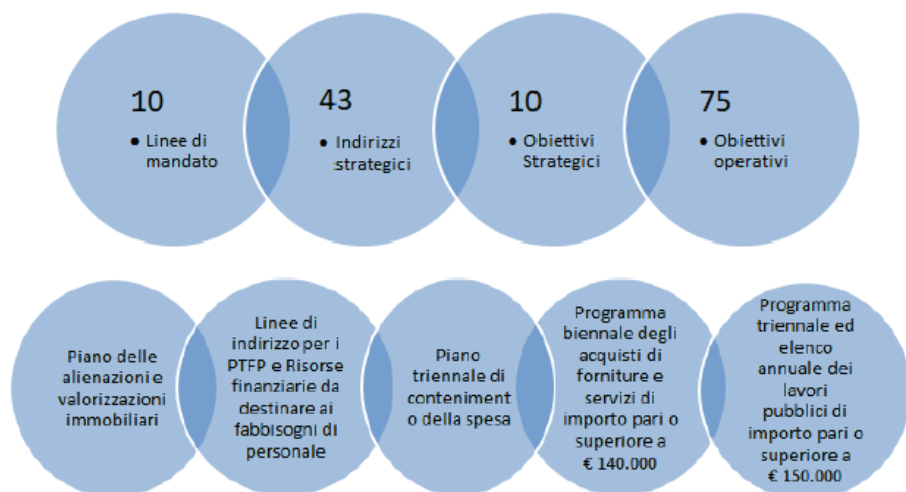 10
• Linee di
mandato
43
• Indirizzi
strategici
10
• Obiettivi
Strategici
75
• Obiettivi
operativi
Piano delle
alienazioni e
valorizzazioni
immobiliari
Linee di
indirizzo per i
PTFP e Risorse
finanziarie da
destinare ai
fabbisogni di
personale
Piano
triennale di
conteniment
o della spesa
Programma
biennale degli
acquisti di
forniture e
servizi di
importo pari o
superiore a
€ 140.000
Programma
triennale ed
elenco
annuale dei
lavori
pubblici di
importo pari o
superiore a
€ 150.000